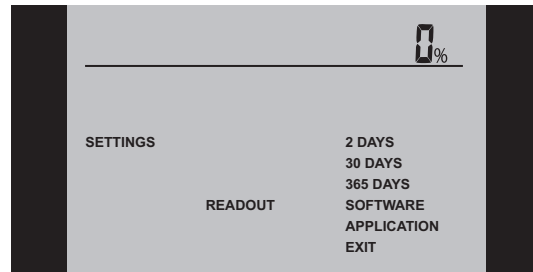 0%
SETTINGS 2 DAYS
30 DAYS
365 DAYS
READOUT SOFTWARE
APPLICATION
EXIT